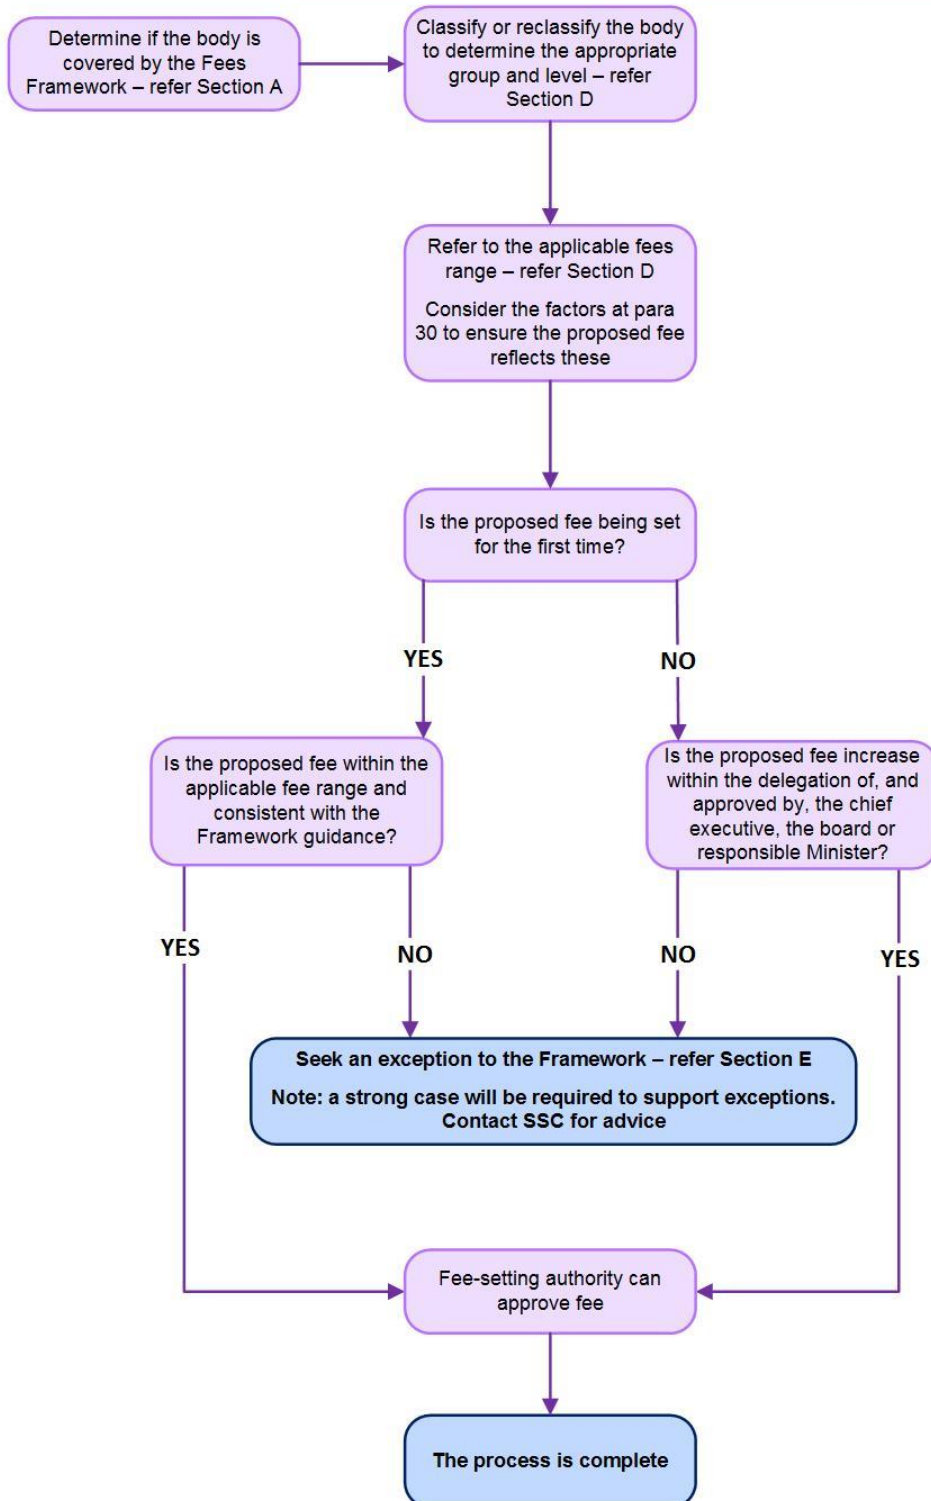 Determine if the body is
covered by the Fees
Framework – refer Section A
Classify or reclassify the body
to determine the appropriate
group and level – refer
Section D
Refer to the applicable fees
range – refer Section D
Consider the factors at para
30 to ensure the proposed fee
reflects these
Is the proposed fee being set
for the first time?
YES
NO
Is the proposed fee within the
applicable fee range and
consistent with the
Framework guidance?
Is the proposed fee increase
within the delegation of, and
approved by, the chief
executive, the board or
responsible Minister?
YES
NO
NO
YES
Seek an exception to the Framework – refer Section E
Note: a strong case will be required to support exceptions.
Contact SSC for advice
Fee-setting authority can
approve fee
The process is complete